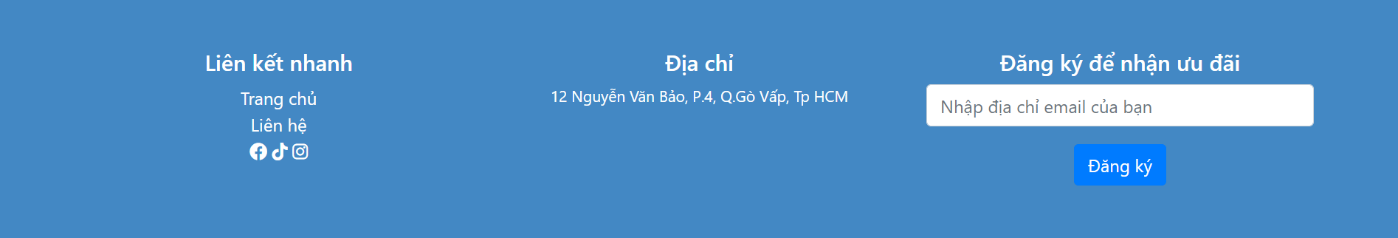 Liên kết nhanh
Trang chủ
Liên hệ
Địa chỉ
12 Nguyễn Văn Bảo, P.4, Q.Gò Vấp, Tp HCM
Đăng ký để nhận ưu đãi
Nhập địa chỉ email của bạn
Đăng ký